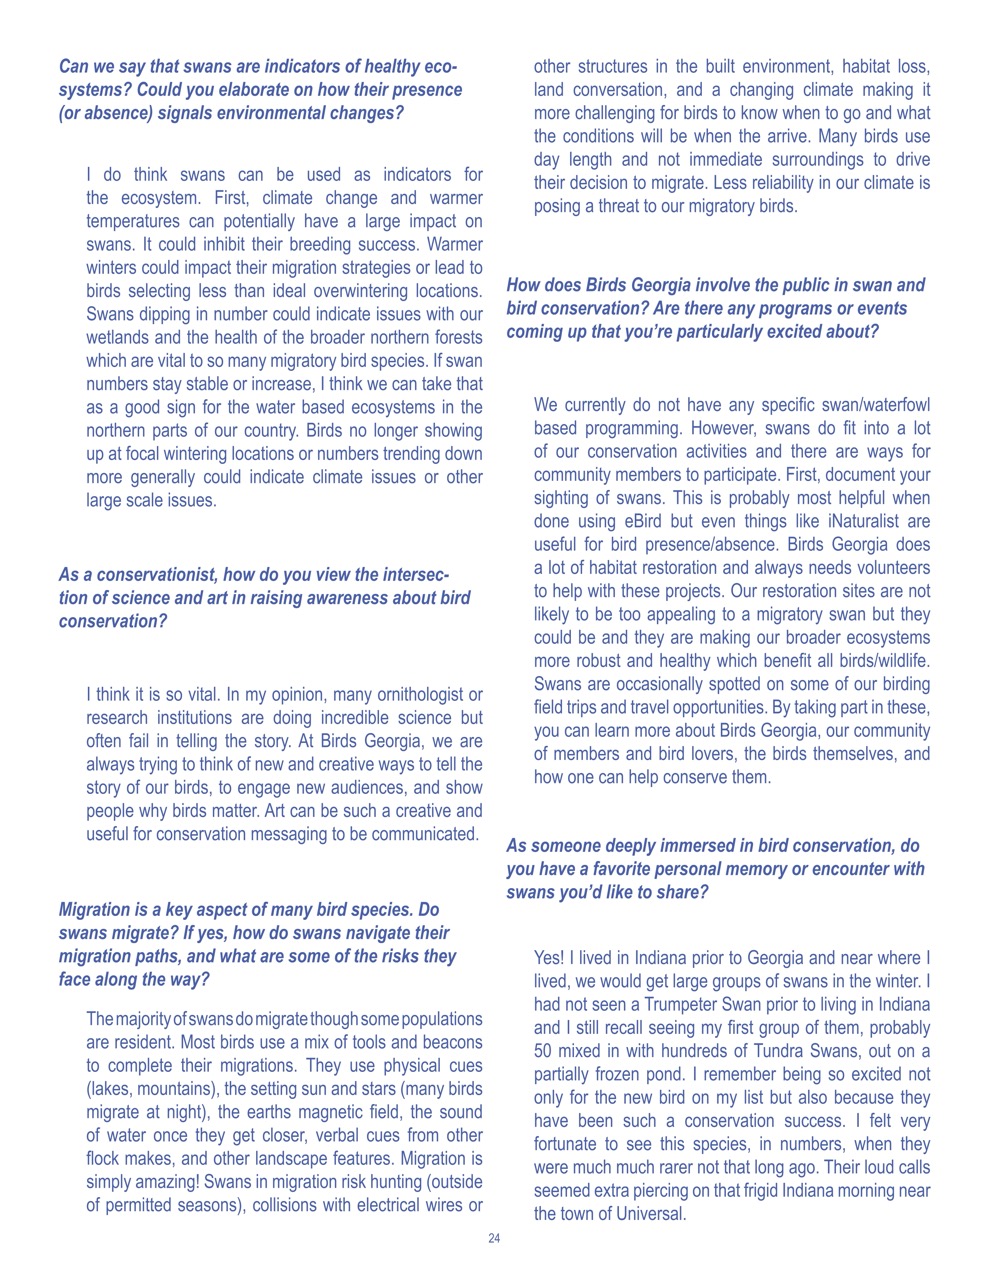 Can we say that swans are indicators of healthy eco-
systems? Could you elaborate on how their presence
(or absence) signals environmental changes?
I do think swans can be used as indicators for
the ecosystem. First, climate change and warmer
temperatures can potentially have a large impact on
swans. It could inhibit their breeding success. Warmer
winters could impact their migration strategies or lead to
birds selecting less than ideal overwintering locations.
Swans dipping in number could indicate issues with our
wetlands and the health of the broader northern forests
which are vital to so many migratory bird species. If swan
numbers stay stable or increase, I think we can take that
as a good sign for the water based ecosystems in the
northern parts of our country. Birds no longer showing
up at focal wintering locations or numbers trending down
more generally could indicate climate issues or other
large scale issues.
As a conservationist, how do you view the intersec-
tion of science and art in raising awareness about bird
conservation?
I think it is so vital. In my opinion, many ornithologist or
research institutions are doing incredible science but
often fail in telling the story. At Birds Georgia, we are
always trying to think of new and creative ways to tell the
story of our birds, to engage new audiences, and show
people why birds matter. Art can be such a creative and
useful for conservation messaging to be communicated.
Migration is a key aspect of many bird species. Do
swans migrate? If yes, how do swans navigate their
migration paths, and what are some of the risks they
face along the way?
The majority of swans do migrate though some populations
are resident. Most birds use a mix of tools and beacons
to complete their migrations. They use physical cues
(lakes, mountains), the setting sun and stars (many birds
migrate at night), the earths magnetic field, the sound
of water once they get closer, verbal cues from other
flock makes, and other landscape features. Migration is
simply amazing! Swans in migration risk hunting (outside
of permitted seasons), collisions with electrical wires or
other structures in the built environment, habitat loss,
land conversation, and a changing climate making it
more challenging for birds to know when to go and what
the conditions will be when the arrive. Many birds use
day length and not immediate surroundings to drive
their decision to migrate. Less reliability in our climate is
posing a threat to our migratory birds.
How does Birds Georgia involve the public in swan and
bird conservation? Are there any programs or events
coming up that you're particularly excited about?
We currently do not have any specific swan/waterfowl
based programming. However, swans do fit into a lot
of our conservation activities and there are ways for
community members to participate. First, document your
sighting of swans. This is probably most helpful when
done using eBird but even things like iNaturalist are
useful for bird presence/absence. Birds Georgia does
a lot of habitat restoration and always needs volunteers
to help with these projects. Our restoration sites are not
likely to be too appealing to a migratory swan but they
could be and they are making our broader ecosystems
more robust and healthy which benefit all birds/wildlife.
Swans are occasionally spotted on some of our birding
field trips and travel opportunities. By taking part in these,
you can learn more about Birds Georgia, our community
of members and bird lovers, the birds themselves, and
how one can help conserve them.
As someone deeply immersed in bird conservation, do
you have a favorite personal memory or encounter with
swans you'd like to share?
Yes! I lived in Indiana prior to Georgia and near where I
lived, we would get large groups of swans in the winter. I
had not seen a Trumpeter Swan prior to living in Indiana
and I still recall seeing my first group of them, probably
50 mixed in with hundreds of Tundra Swans, out on a
partially frozen pond. I remember being so excited not
only for the new bird on my list but also because they
have been such a conservation success. I felt very
fortunate to see this species, in numbers, when they
were much much rarer not that long ago. Their loud calls
seemed extra piercing on that frigid Indiana morning near
the town of Universal.
24